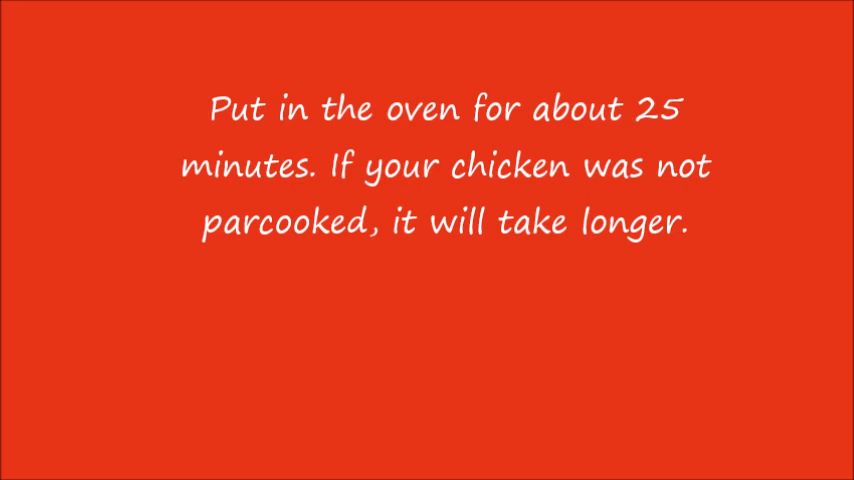 Put in the oven for about 25
minutes. If your chicken was not
parcooked, it will take longer.